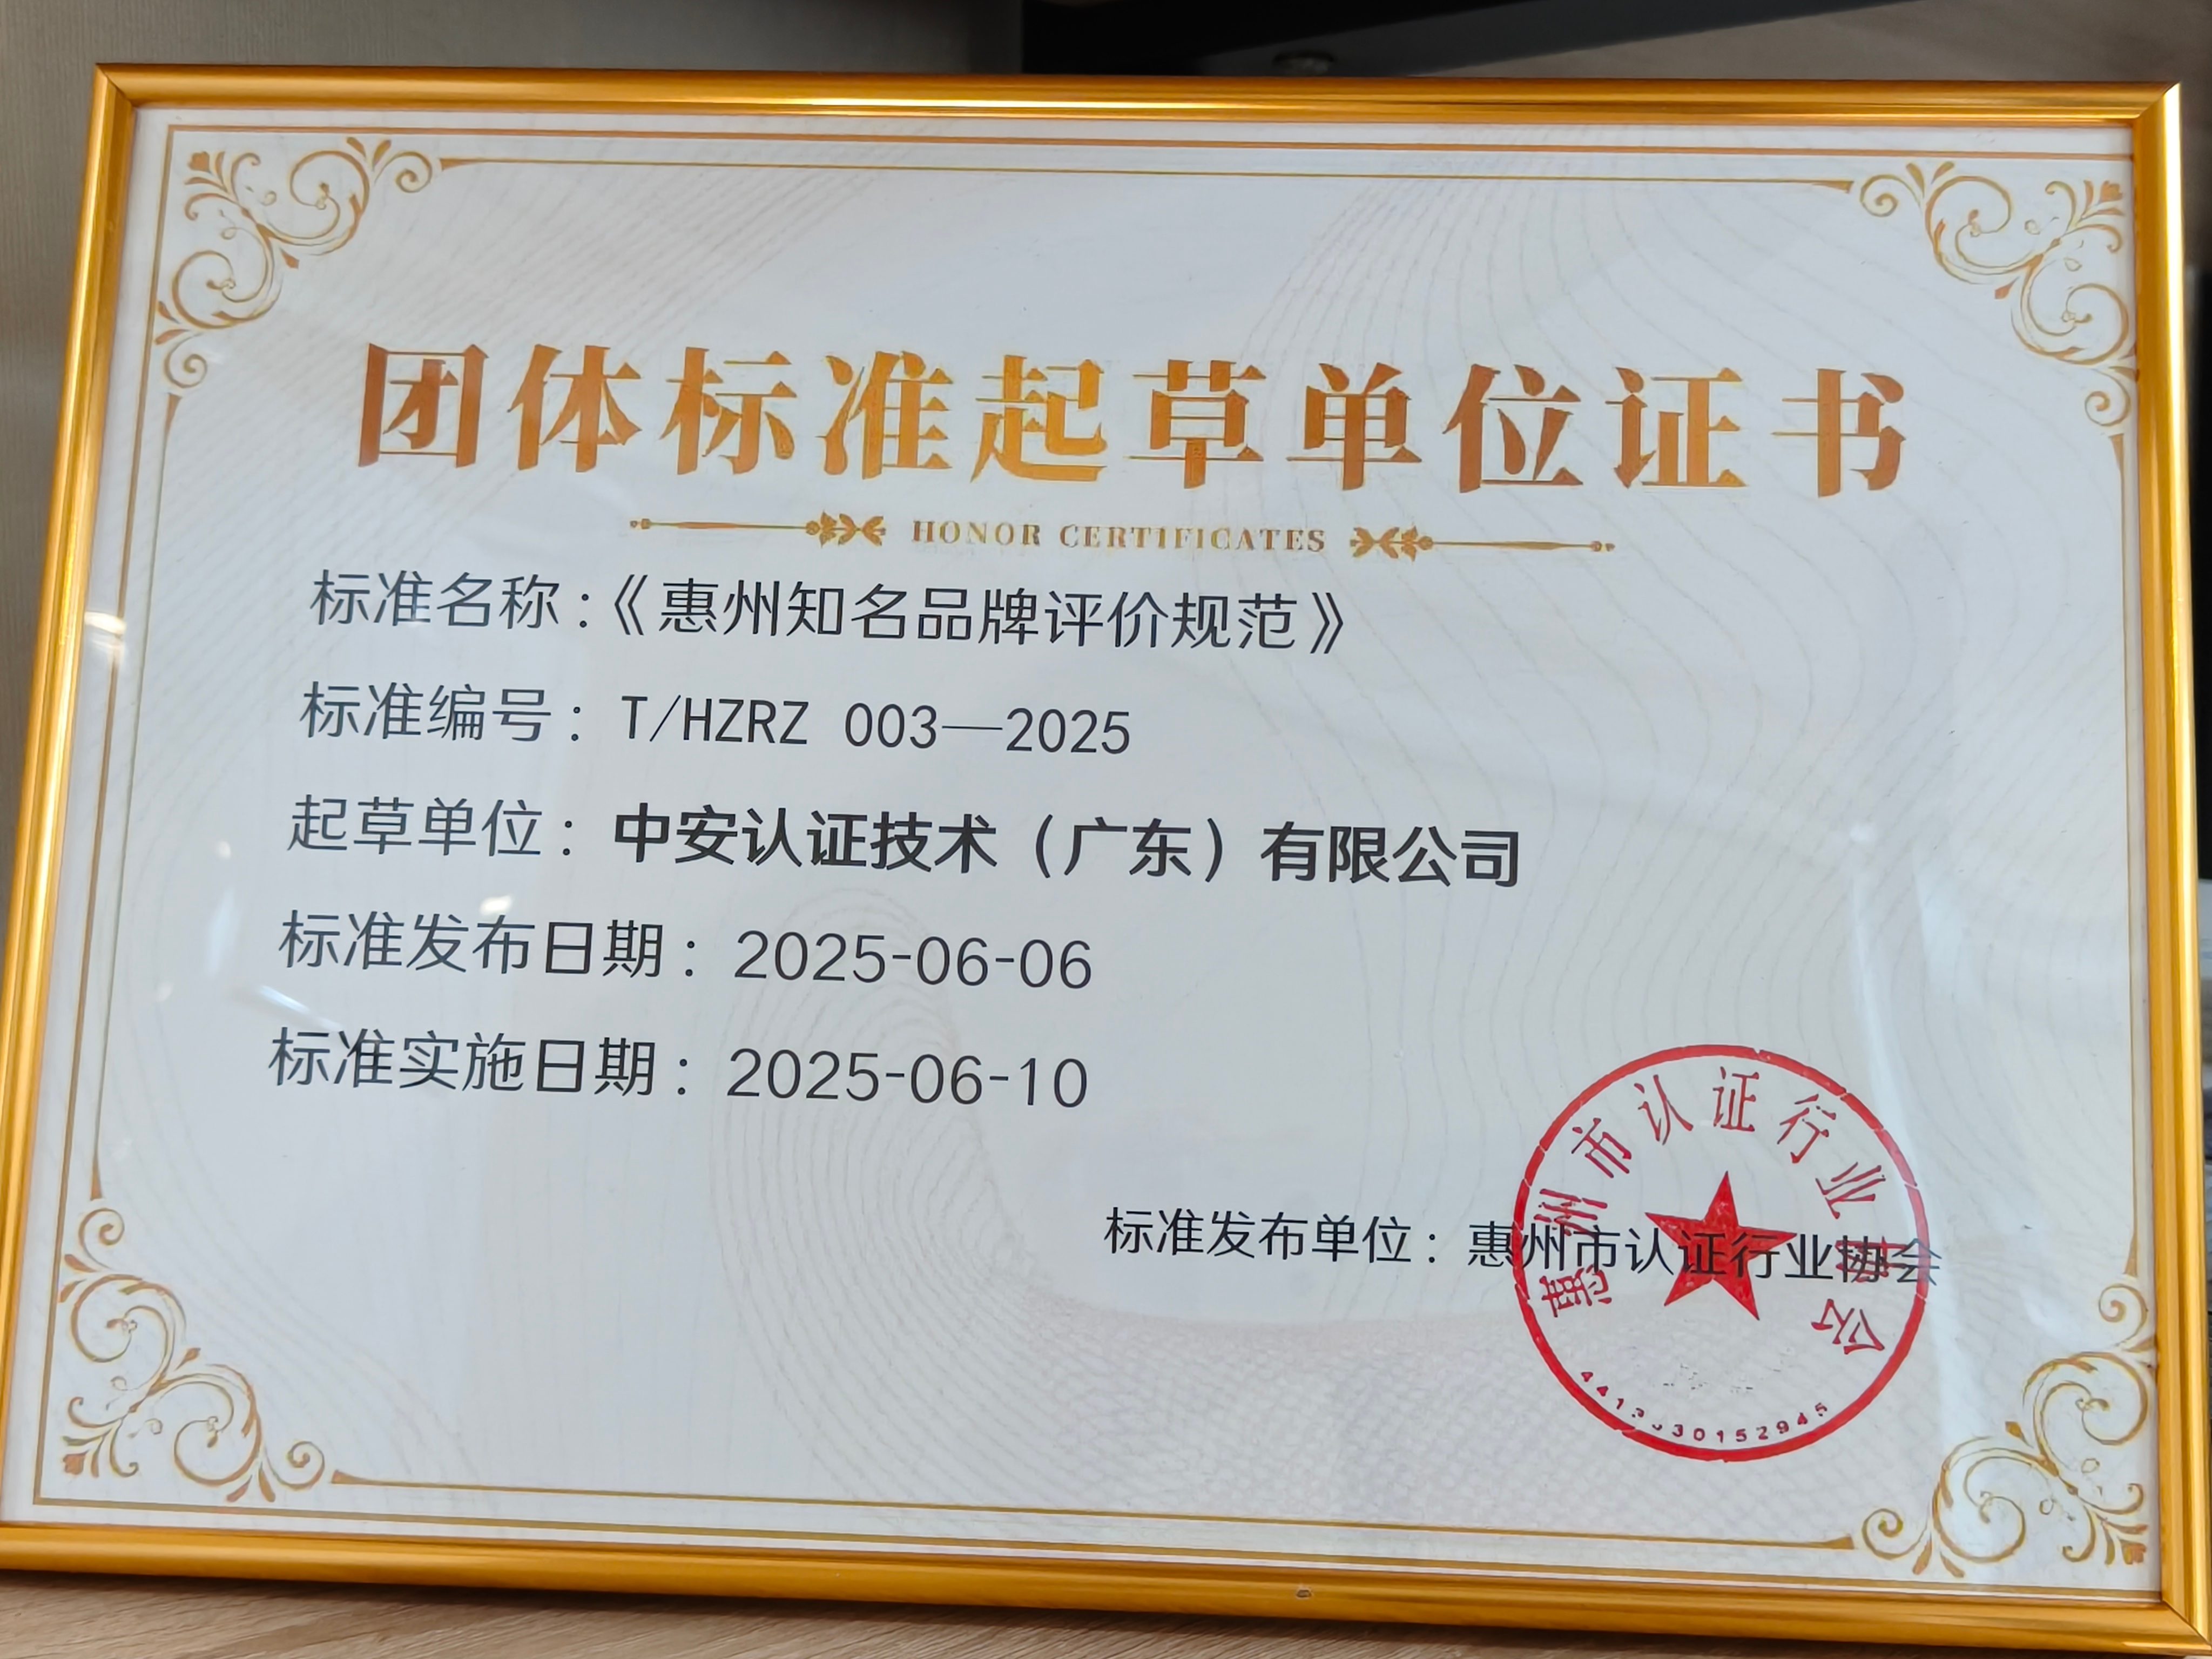 团体标准起草单位证书
HONOR CERTIFICATES
标准名称：《惠州知名品牌评价规范》
标准编号：T/HZRZ 003—2025
起草单位：中安认证技术（广东）有限公司
标准发布日期：2025-06-06
标准实施日期：2025-06-10
标准发布单位：惠州市认证行业协会
惠州市认证行业协会